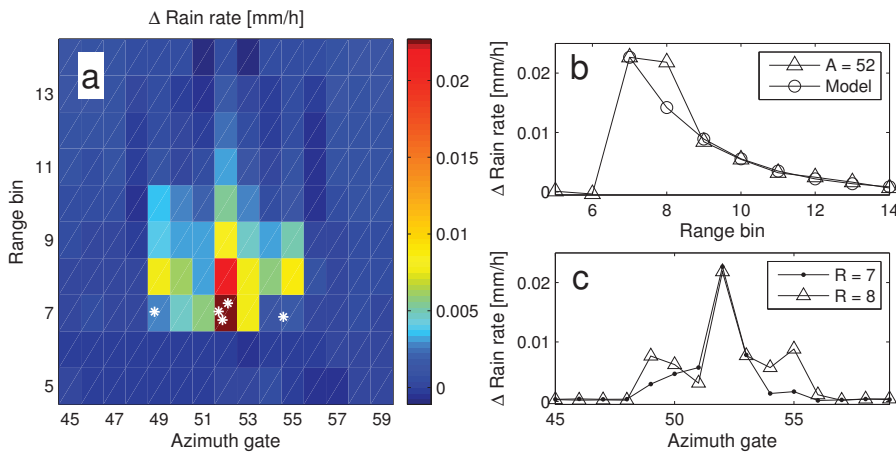 Δ Rain rate [mm/h]
a
Range bin
13
11
9
7
5
45 47 49 51 53 55 57 59
Azimuth gate
0.02
0.015
0.01
0.005
0
b
Δ Rain rate [mm/h]
0.02
0.01
0
A = 52
Model
6 8 10 12 14
Range bin
c
Δ Rain rate [mm/h]
0.02
0.01
0
R = 7
R = 8
45 50 55
Azimuth gate